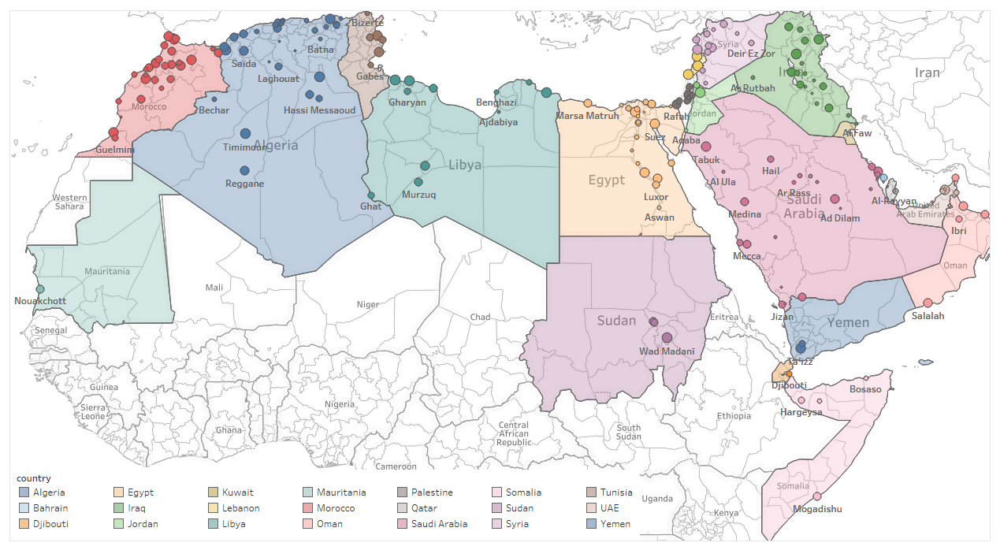 Bizerte
Batna
Saïda
Syria
Deir Ez Zor
Iran
Laghouat
Gabès
Gharyan
Benghazi
Ar Rutbah
Morocco
Bechar
Hassi Messaoud
Ajdabiya
Marsa Matruh
Rafah
Jordan
Al Faw
Guelmim
Timimoun
Algeria
Suez
Aqaba
Tabuk
Hail
Libya
Egypt
Reggane
Murzuq
Luxor
Al Ula
Ar Rass
Saudi
Arabia
Al-Rayyan
Western
Sahara
Ghat
Aswan
Medina
Ad Dilam
United
Arab Emirates
Ibri
Mecca
Oman
Mauritania
Mali
Nouakchott
Niger
Chad
Sudan
Eritrea
Jizan
Yemen
Salalah
Senegal
Wad Madanī
Ta'izz
Djibouti
Bosaso
Guinea
Sierra
Leone
Nigeria
Hargeysa
Ethiopia
Ghana
Central
African
Republic
South
Sudan
Cameroon
Somalia
Uganda
Kenya
Mogadishu
country
Algeria
Egypt
Kuwait
Mauritania
Palestine
Somalia
Tunisia
Bahrain
Iraq
Lebanon
Morocco
Qatar
Sudan
UAE
Djibouti
Jordan
Libya
Oman
Saudi Arabia
Syria
Yemen